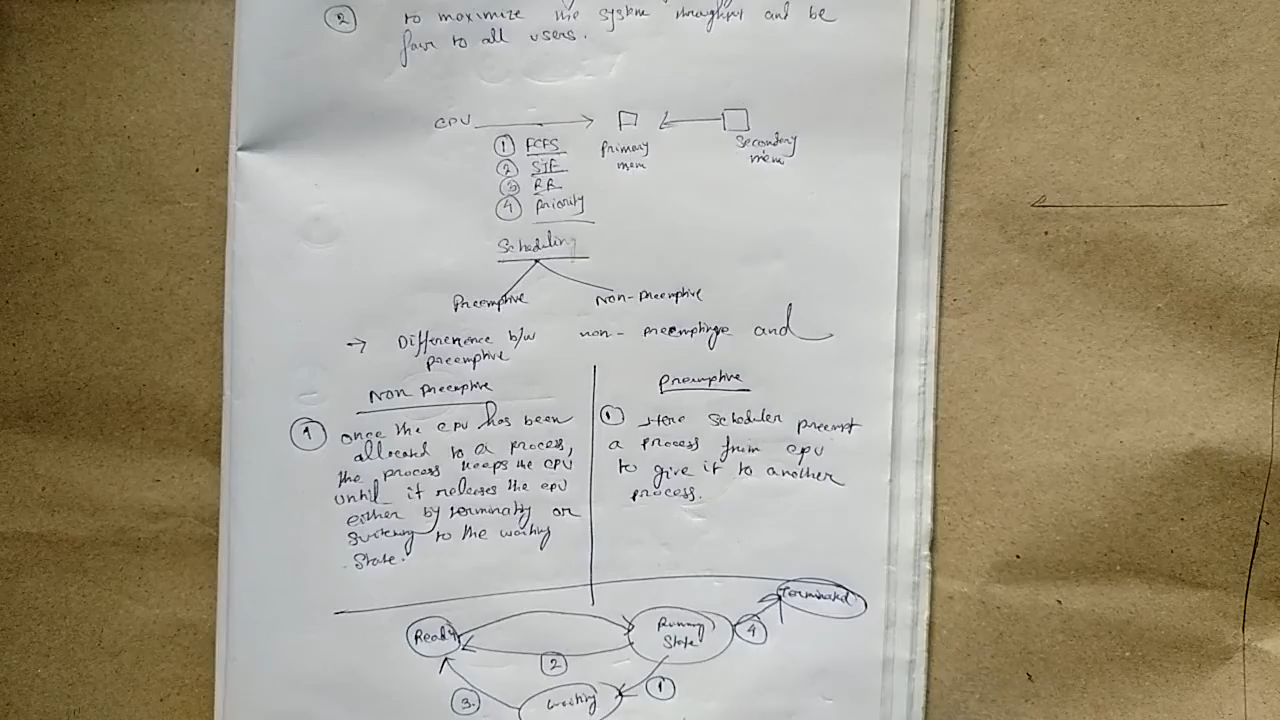 ② to maximize the system throughput and be
fair to all users.
CPU
① FCFS
② SJF
③ RR
④ Priority
Primary
mem
Secondary
mem
Scheduling
Preemptive
Non-Preemptive
→ Difference b/w non-preemptive and
preemptive
Non Preemptive
① once the CPU has been
allocated to a process,
the process keeps the CPU
until it releases the CPU
either by terminating or
switching to the waiting
State.
Preemptive
① Here scheduler preempt
a process from CPU
to give it to another
process.
Terminated
Ready
Running
State
④
②
①
③.
Waiting